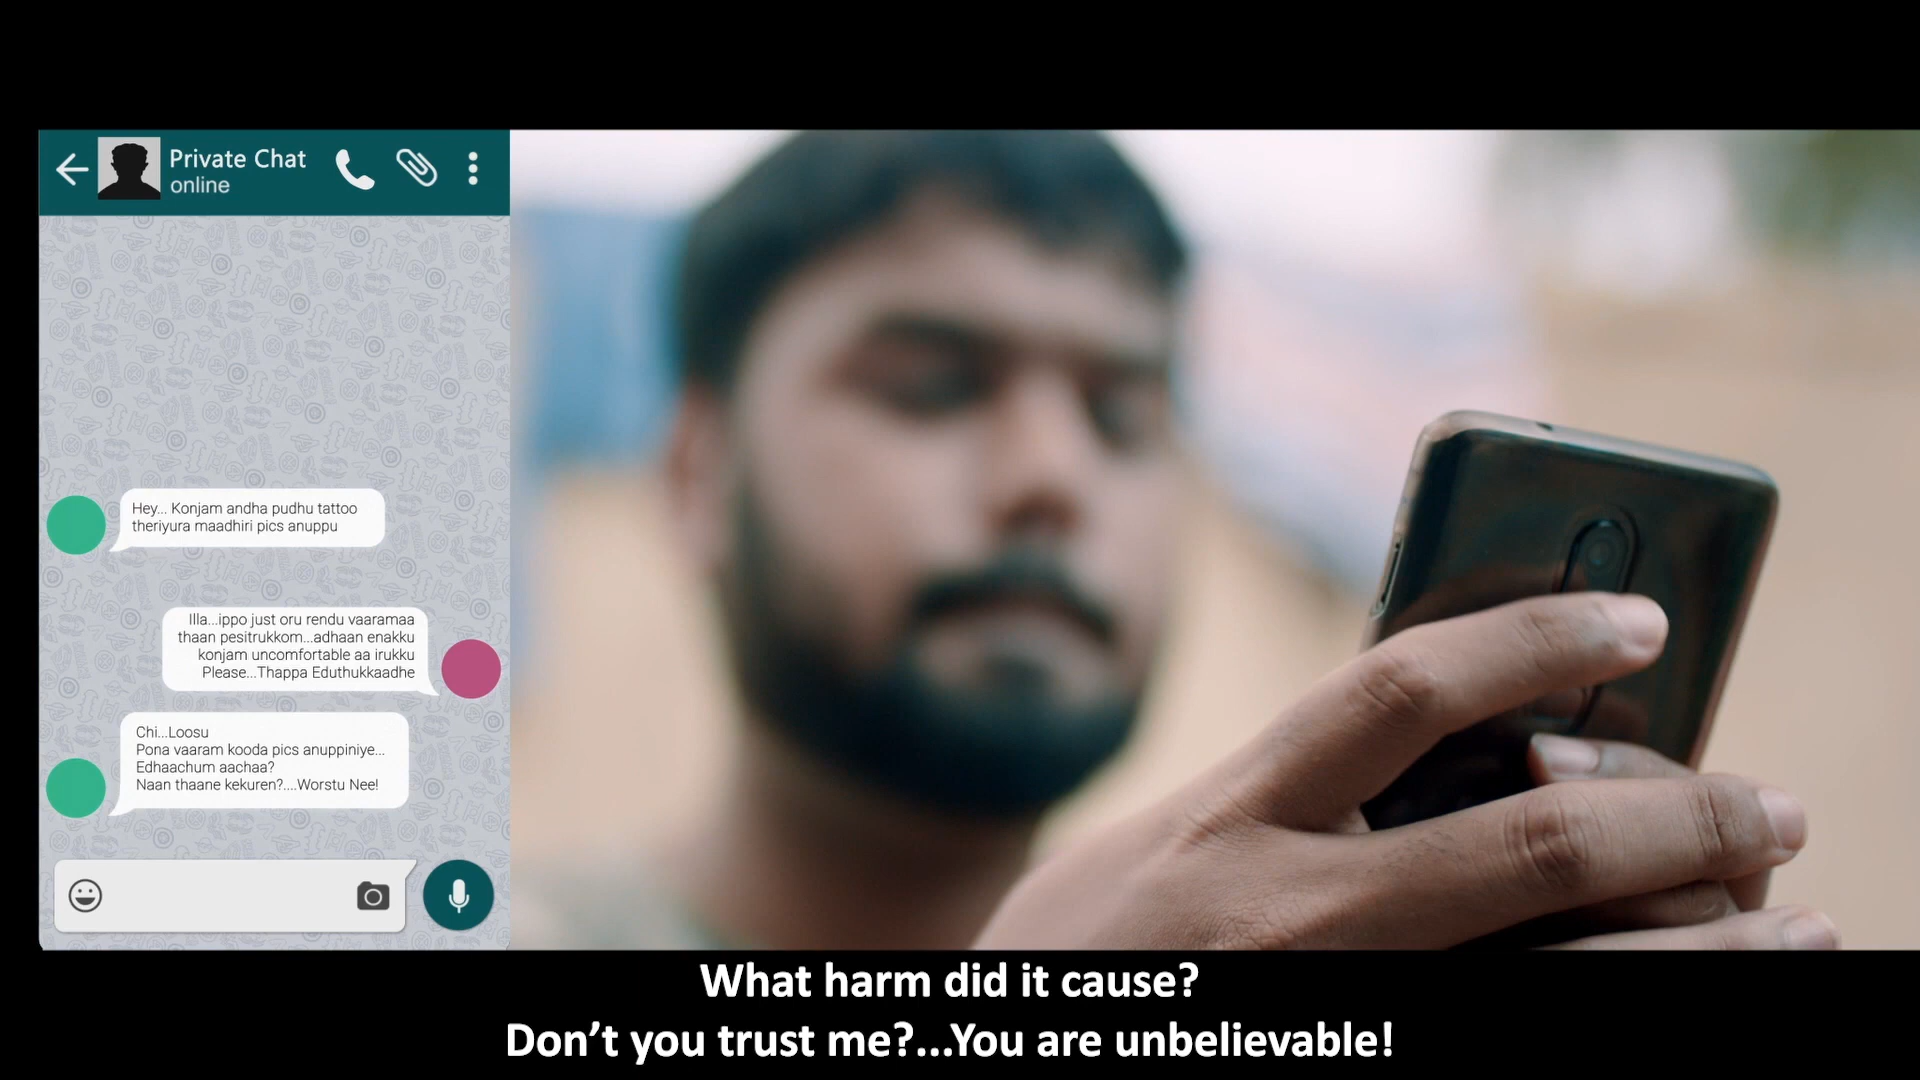 Private Chat
online
Hey... Konjam andha pudhu tattoo
theriyura maadhiri pics anuppu
Illa...ippo just oru rendu vaaramaa
thaan pesitrukkom...adhaan enakku
konjam uncomfortable aa irukku
Please...Thappa Eduthukkaadhe
Chi...Loosu
Pona vaaram kooda pics anuppiniye...
Edhaachum aachaa?
Naan thaane kekuren?....Worstu Nee!
What harm did it cause?
Don’t you trust me?...You are unbelievable!